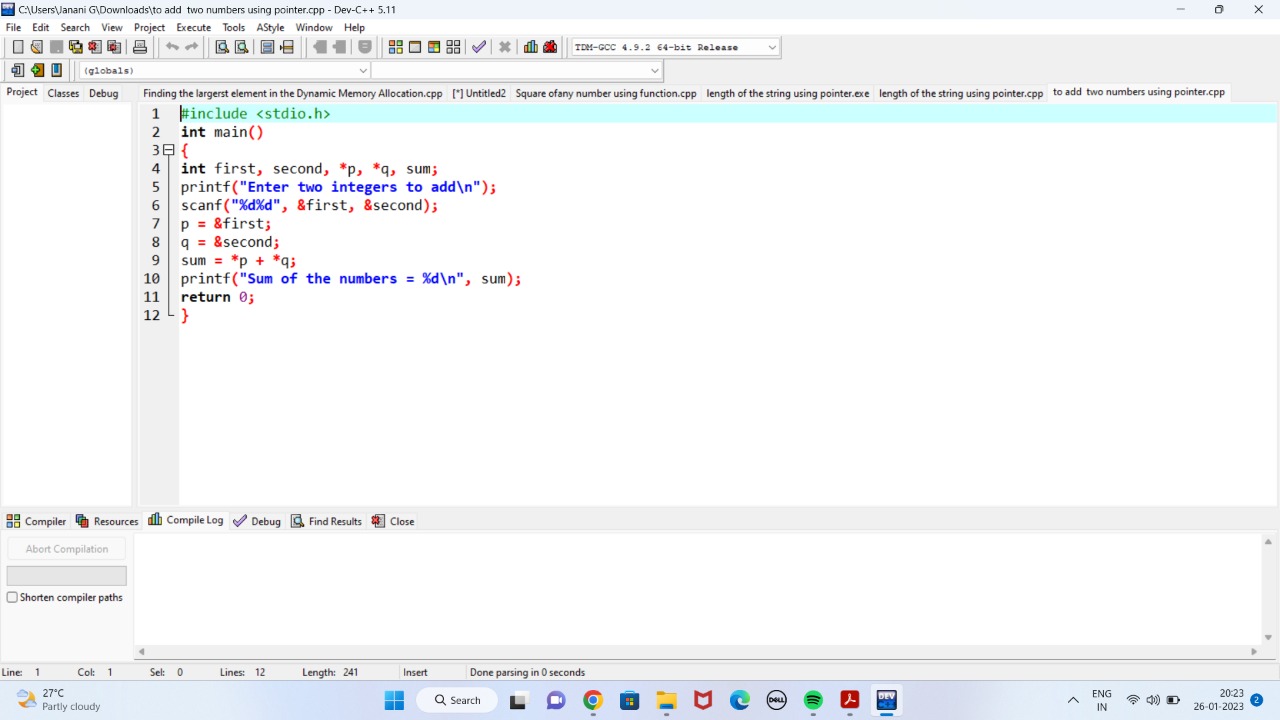 C:\Users\Janani G\Downloads\to add  two numbers using pointer.cpp - Dev-C++ 5.11
File Edit Search View Project Execute Tools AStyle Window Help
TDM-GCC 4.9.2 64-bit Release
(globals)
Project Classes Debug Finding the largest element in the Dynamic Memory Allocation.cpp [*] Untitled2 Square ofany number using function.cpp length of the string using pointer.exe length of the string using pointer.cpp to add  two numbers using pointer.cpp
1 #include <stdio.h>
2 int main()
3 {
4 int first, second, *p, *q, sum;
5 printf("Enter two integers to add\n");
6 scanf("%d%d", &first, &second);
7 p = &first;
8 q = &second;
9 sum = *p + *q;
10 printf("Sum of the numbers = %d\n", sum);
11 return 0;
12 }
Compiler Resources Compile Log Debug Find Results Close
Abort Compilation
Shorten compiler paths
Line: 1 Col: 1 Sel: 0 Lines: 12 Length: 241 Insert Done parsing in 0 seconds
27°C
Partly cloudy
Search
DELL
DEV
ENG
IN
20:23
26-01-2023
2